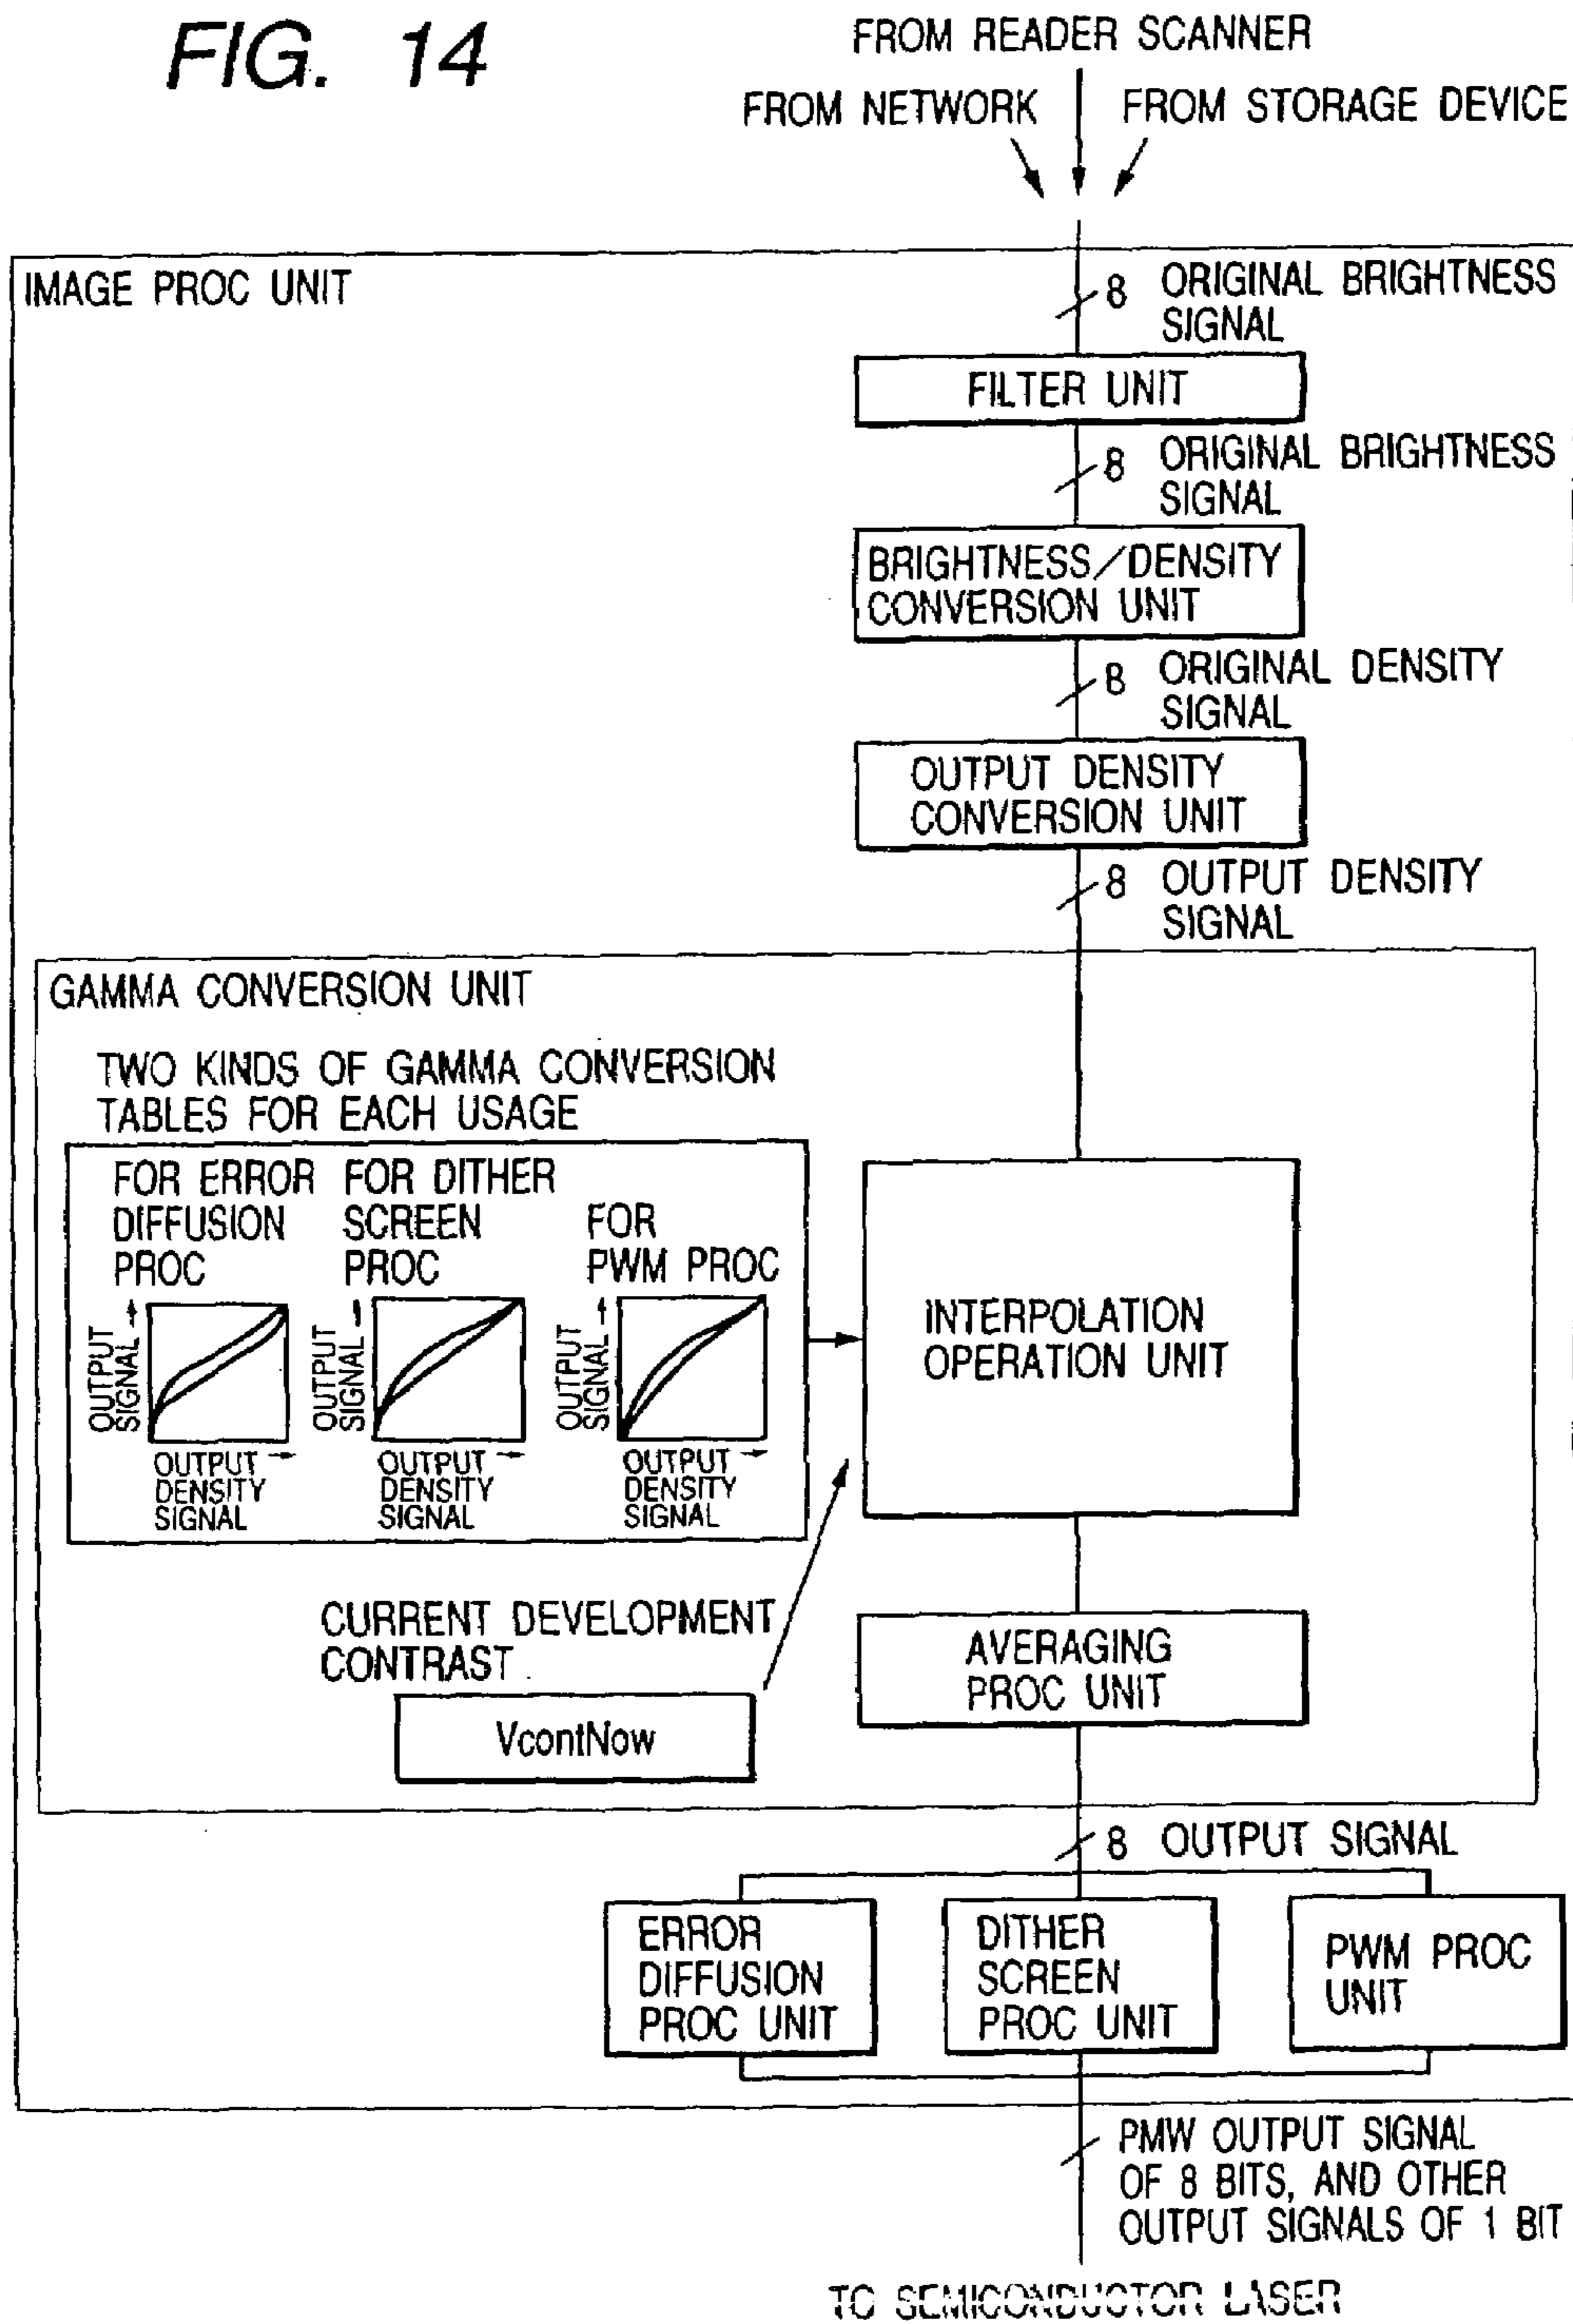 FIG. 14
FROM READER SCANNER
FROM NETWORK
FROM STORAGE DEVICE
IMAGE PROC UNIT
8 ORIGINAL BRIGHTNESS
SIGNAL
FILTER UNIT
8 ORIGINAL BRIGHTNESS
SIGNAL
BRIGHTNESS/DENSITY
CONVERSION UNIT
8 ORIGINAL DENSITY
SIGNAL
OUTPUT DENSITY
CONVERSION UNIT
8 OUTPUT DENSITY
SIGNAL
GAMMA CONVERSION UNIT
TWO KINDS OF GAMMA CONVERSION
TABLES FOR EACH USAGE
FOR ERROR
DIFFUSION
PROC
OUTPUT
SIGNAL
OUTPUT
DENSITY
SIGNAL
FOR DITHER
SCREEN
PROC
OUTPUT
SIGNAL
OUTPUT
DENSITY
SIGNAL
FOR
PWM PROC
OUTPUT
SIGNAL
OUTPUT
DENSITY
SIGNAL
INTERPOLATION
OPERATION UNIT
CURRENT DEVELOPMENT
CONTRAST
VcontNow
AVERAGING
PROC UNIT
8 OUTPUT SIGNAL
ERROR
DIFFUSION
PROC UNIT
DITHER
SCREEN
PROC UNIT
PWM PROC
UNIT
PMW OUTPUT SIGNAL
OF 8 BITS, AND OTHER
OUTPUT SIGNALS OF 1 BIT
TO SEMICONDUCTOR LASER